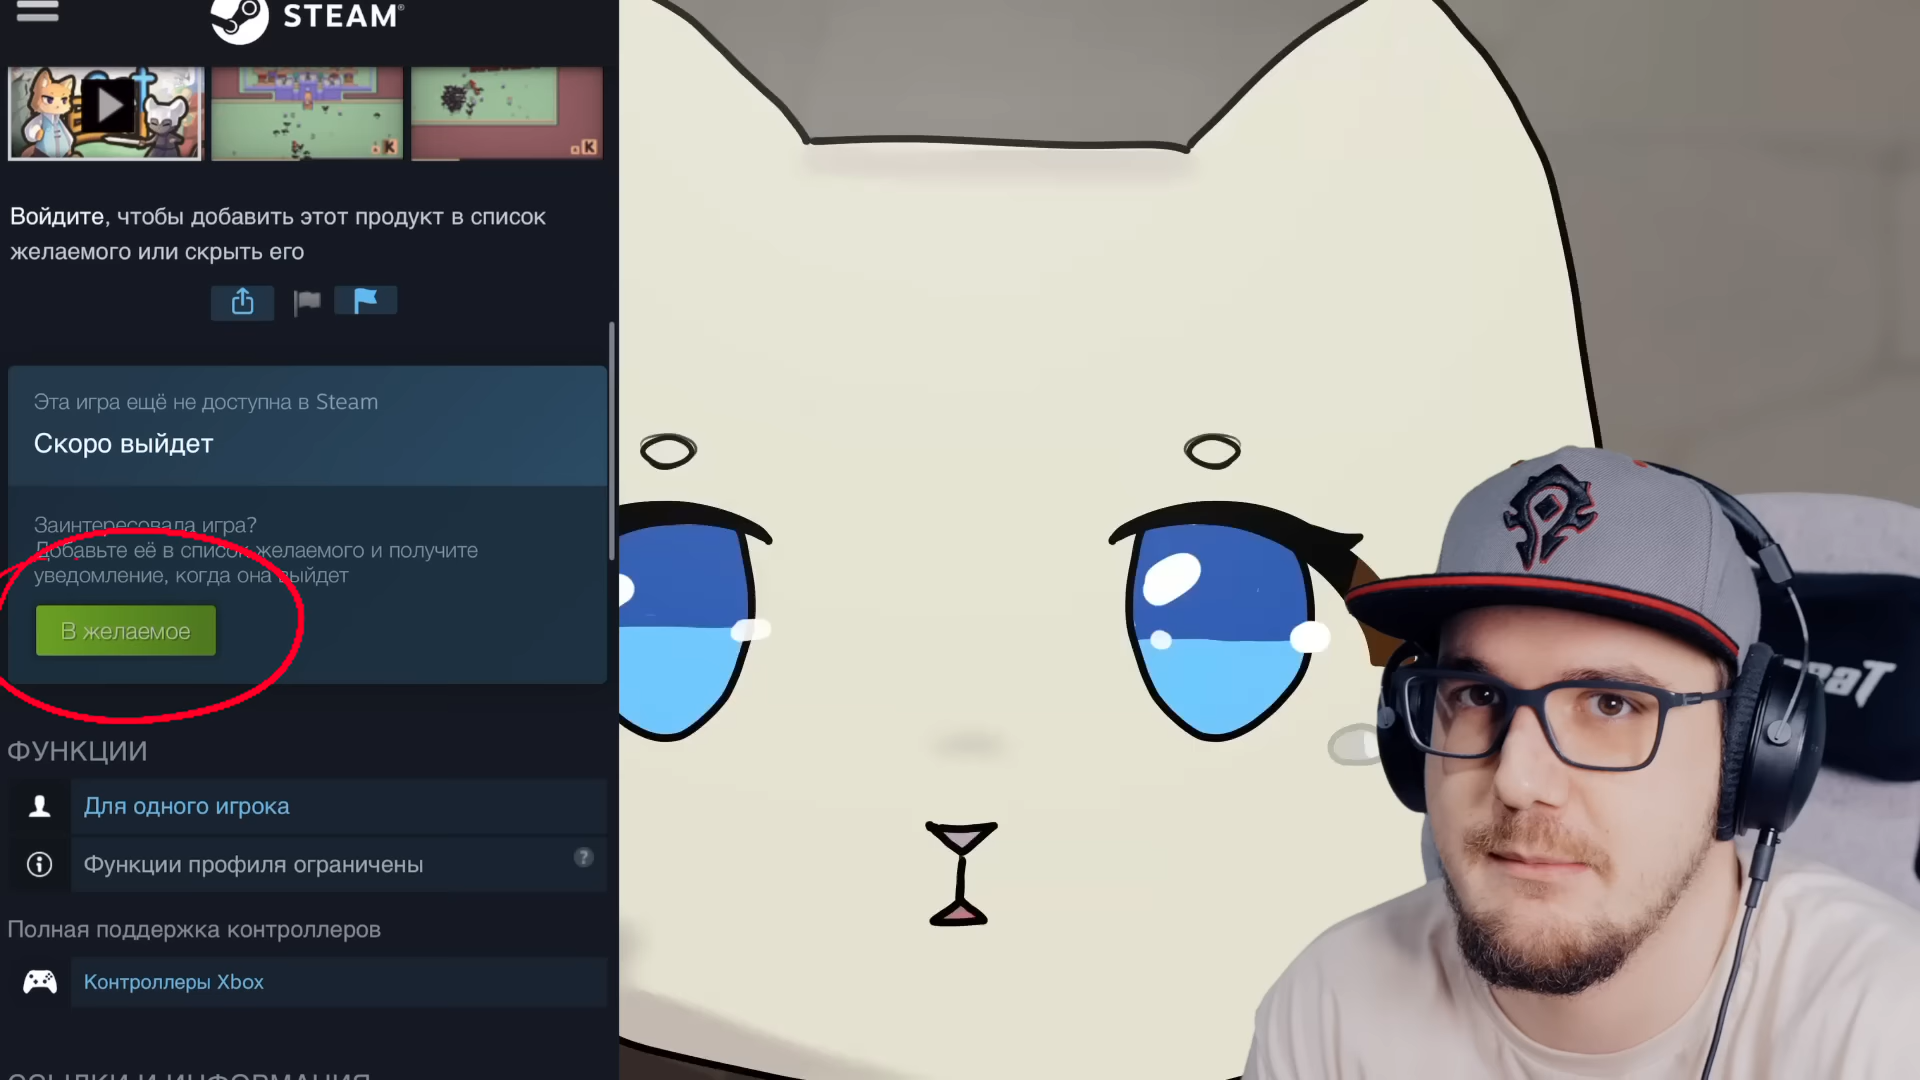 STEAM®
K
K
Войдите, чтобы добавить этот продукт в список
желаемого или скрыть его
Эта игра ещё не доступна в Steam
Скоро выйдет
Заинтересовала игра?
Добавьте её в список желаемого и получите
уведомление, когда она выйдет
В желаемое
ФУНКЦИИ
Для одного игрока
Функции профиля ограничены
?
Полная поддержка контроллеров
Контроллеры Xbox
ССЫЛКИ И ИНФОРМАЦИЯ